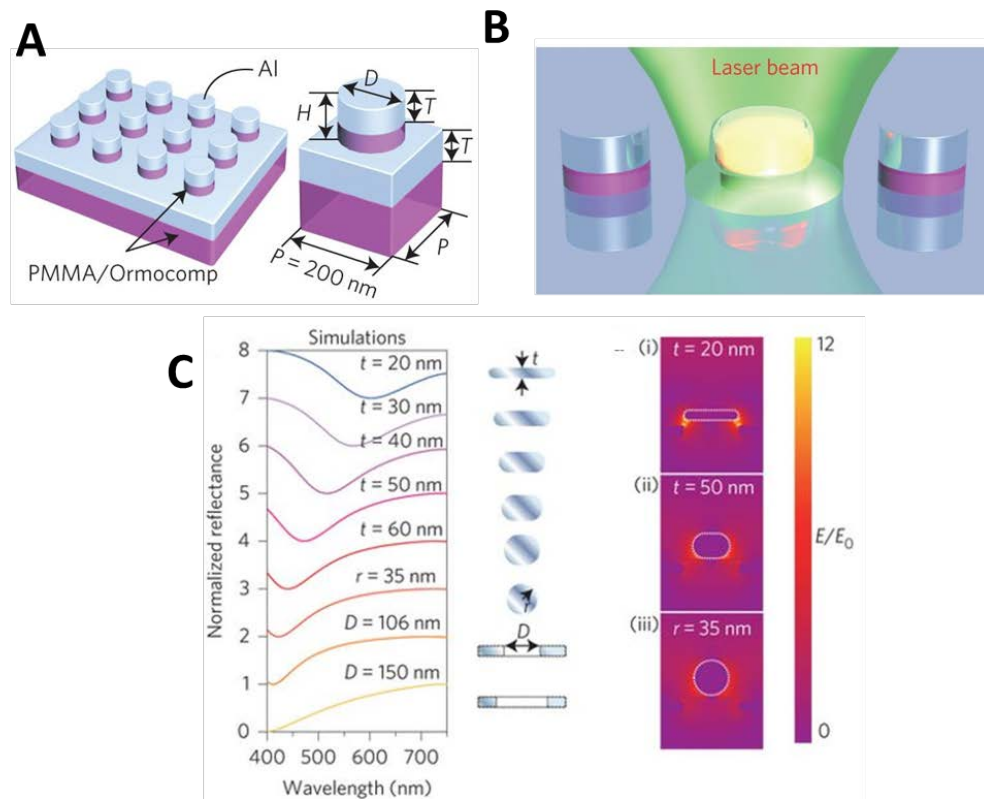 A
Al
D
H
T
T
P
P = 200 nm
PMMA/Ormocomp
B
Laser beam
C
Simulations
8
7
6
5
4
3
2
1
0
Normalized reflectance
t = 20 nm
t = 30 nm
t = 40 nm
t = 50 nm
t = 60 nm
r = 35 nm
D = 106 nm
D = 150 nm
400 500 600 700
Wavelength (nm)
t
r
D
(i) t = 20 nm
(ii) t = 50 nm
(iii) r = 35 nm
12
E/E0
0